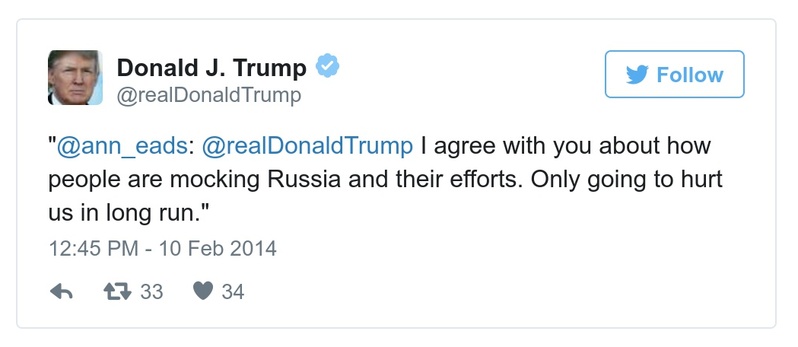 Donald J. Trump
@realDonaldTrump
Follow
"@ann_eads: @realDonaldTrump I agree with you about how
people are mocking Russia and their efforts. Only going to hurt
us in long run."
12:45 PM - 10 Feb 2014
33 34